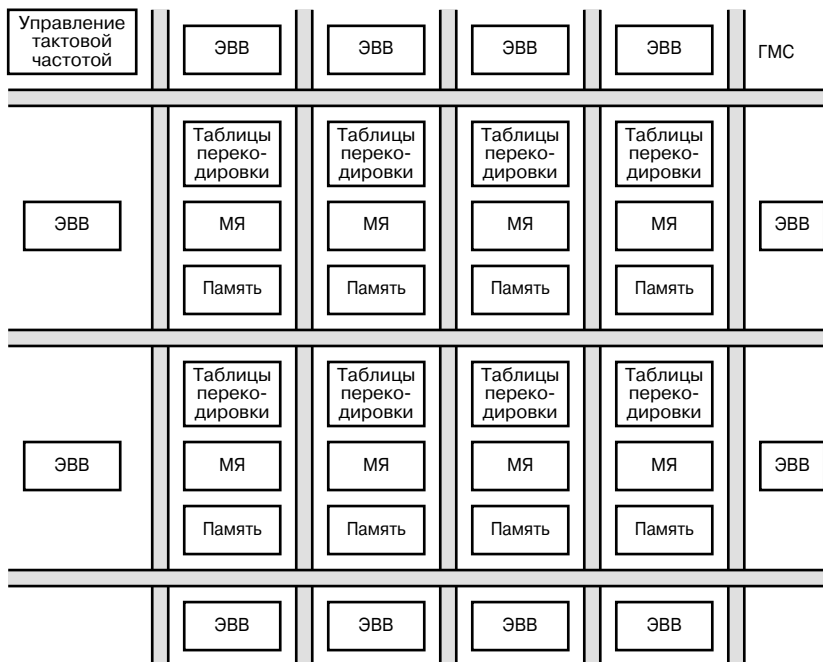 Управление
тактовой
частотой
ЭВВ ЭВВ ЭВВ ЭВВ ГМС
Таблицы Таблицы Таблицы Таблицы
переко- переко- переко- переко-
дировки дировки дировки дировки
ЭВВ МЯ МЯ МЯ МЯ ЭВВ
Память Память Память Память
Таблицы Таблицы Таблицы Таблицы
переко- переко- переко- переко-
дировки дировки дировки дировки
ЭВВ МЯ МЯ МЯ МЯ ЭВВ
Память Память Память Память
ЭВВ ЭВВ ЭВВ ЭВВ